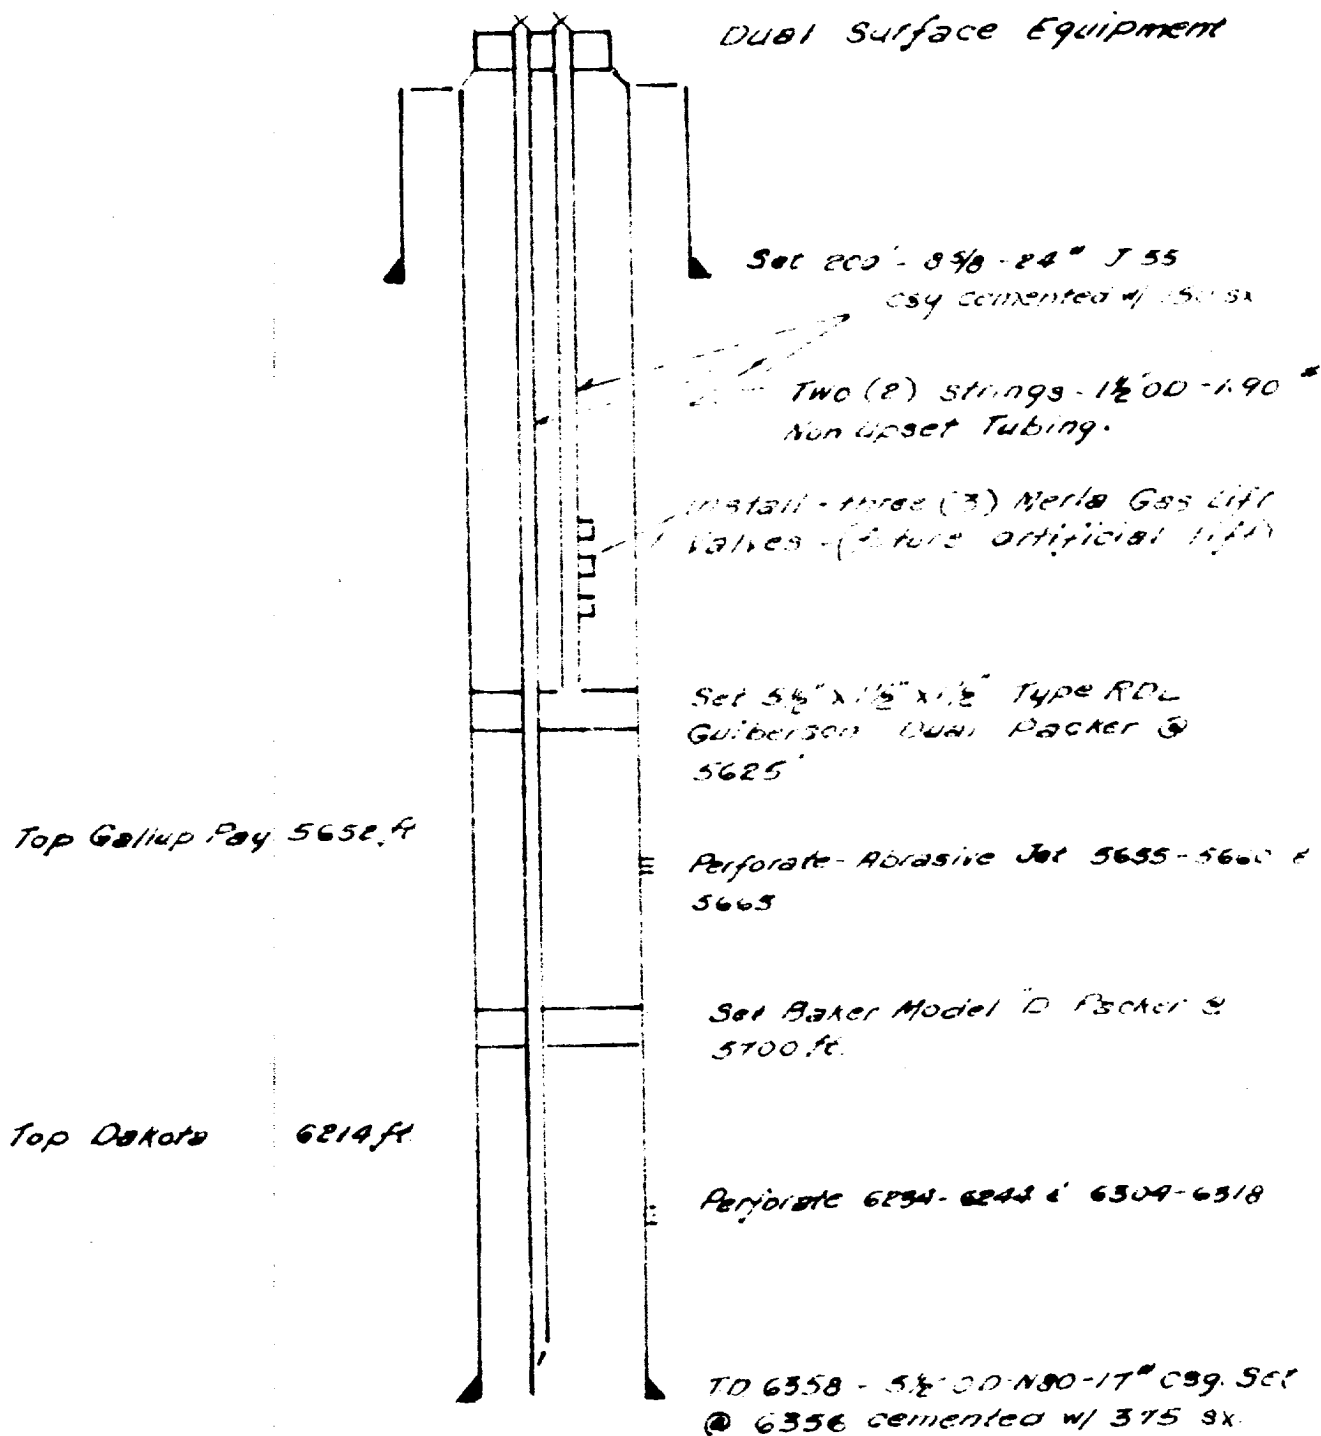 Dual Surface Equipment
Set 200' - 8 5/8 - 24# J 55
csg cemented w/ 150 sx
Two (2) Strings - 1½" OD - 1.90 #
Non Upset Tubing.
Install - three (3) Merla Gas Lift
Valves - (future artificial lift)
Set 5½" x 1½" x 1½" Type RDL
Guiberson Dual Packer @
5625'
Top Gallup Pay 5652 ft
Perforate - Abrasive Jet 5655 - 5660 &
5665
Set Baker Model "D" Packer @
5700 ft.
Top Dakota 6214 ft
Perforate 6234 - 6244 & 6304 - 6318
TD 6358 - 5½" OD - N80 - 17# Csg. Set
@ 6356 cemented w/ 375 sx.